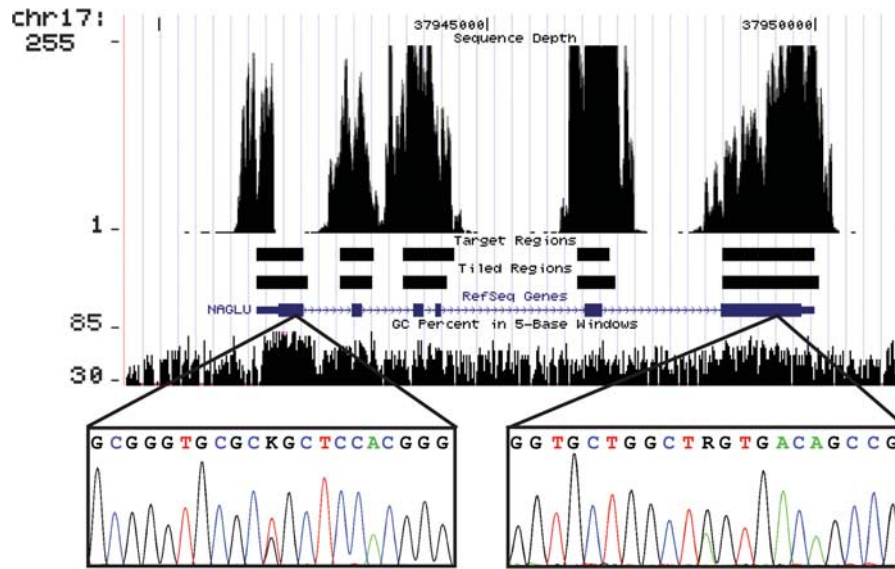 chr17:
37945000| 37950000|
255
Sequence Depth
1
Target Regions
Tiled Regions
RefSeq Genes
NAGLU
GC Percent in 5-Base Windows
85
30
GCGGGTGCGCKGCTCCACGGG
GGTGCTGGCTRGTGACAGCCG